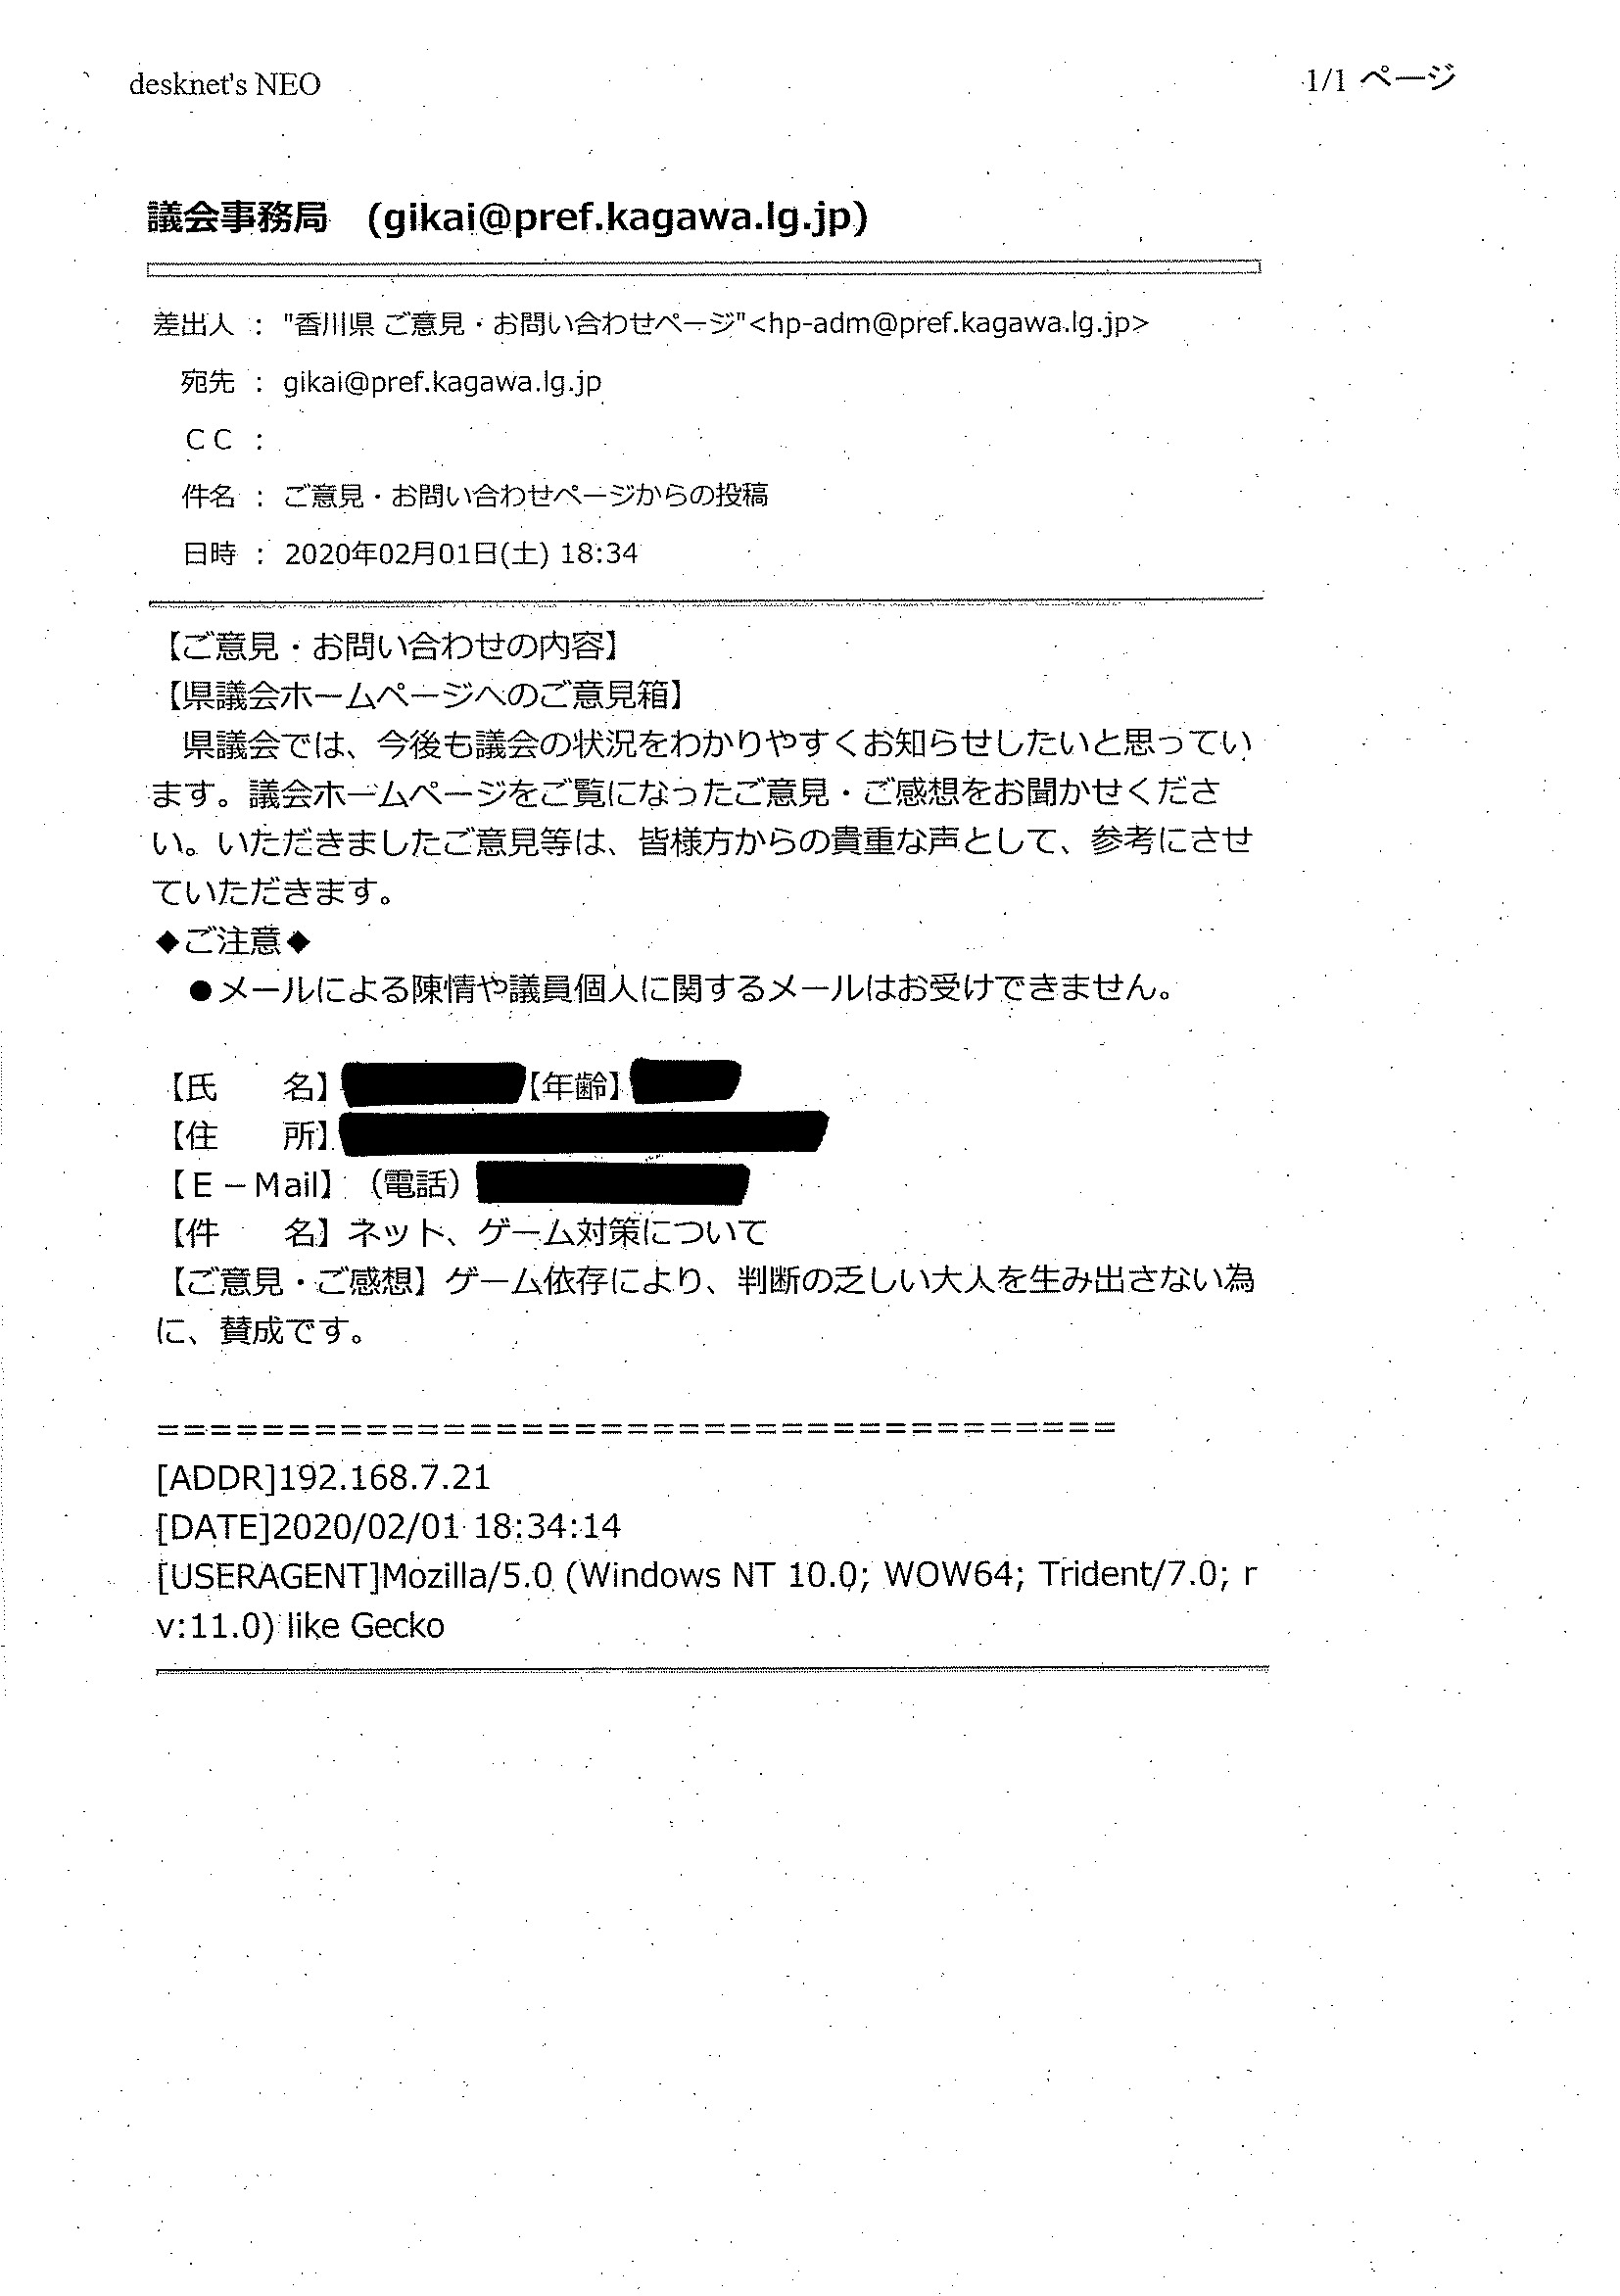 desknet's NEO
1/1 ページ
議会事務局 (gikai@pref.kagawa.lg.jp)
差出人 : "香川県 ご意見・お問い合わせページ"<hp-adm@pref.kagawa.lg.jp>
宛先 : gikai@pref.kagawa.lg.jp
ＣＣ :
件名 : ご意見・お問い合わせページからの投稿
日時 : 2020年02月01日(土) 18:34
【ご意見・お問い合わせの内容】
【県議会ホームページへのご意見箱】
　県議会では、今後も議会の状況をわかりやすくお知らせしたいと思ってい
ます。議会ホームページをご覧になったご意見・ご感想をお聞かせくださ
い。いただきましたご意見等は、皆様方からの貴重な声として、参考にさせ
ていただきます。
◆ご注意◆
　●メールによる陳情や議員個人に関するメールはお受けできません。
【氏　　名】【年齢】
【住　　所】
【Ｅ－Mail】（電話）
【件　　名】ネット、ゲーム対策について
【ご意見・ご感想】ゲーム依存により、判断の乏しい大人を生み出さない為
に、賛成です。
=====================================
[ADDR]192.168.7.21
[DATE]2020/02/01 18:34:14
[USERAGENT]Mozilla/5.0 (Windows NT 10.0; WOW64; Trident/7.0; r
v:11.0) like Gecko